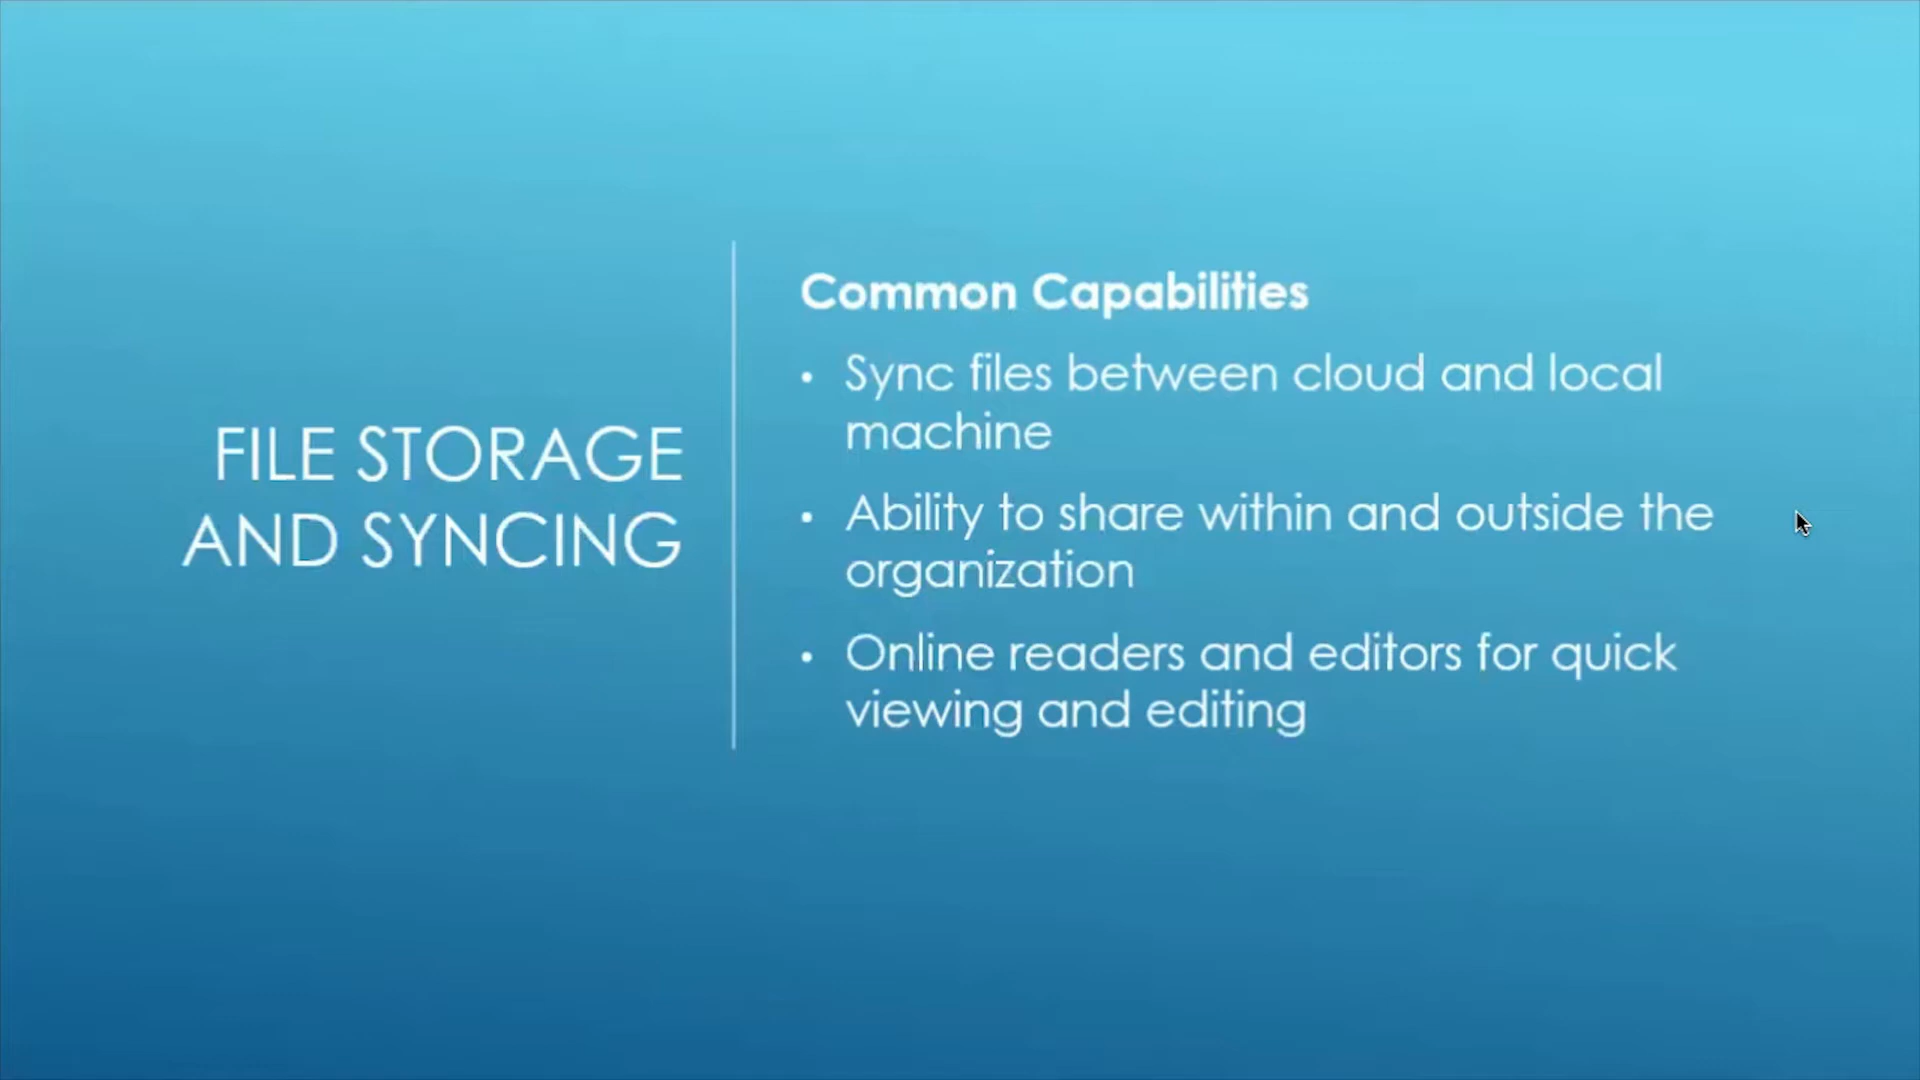 FILE STORAGE
AND SYNCING
Common Capabilities
• Sync files between cloud and local
machine
• Ability to share within and outside the
organization
• Online readers and editors for quick
viewing and editing